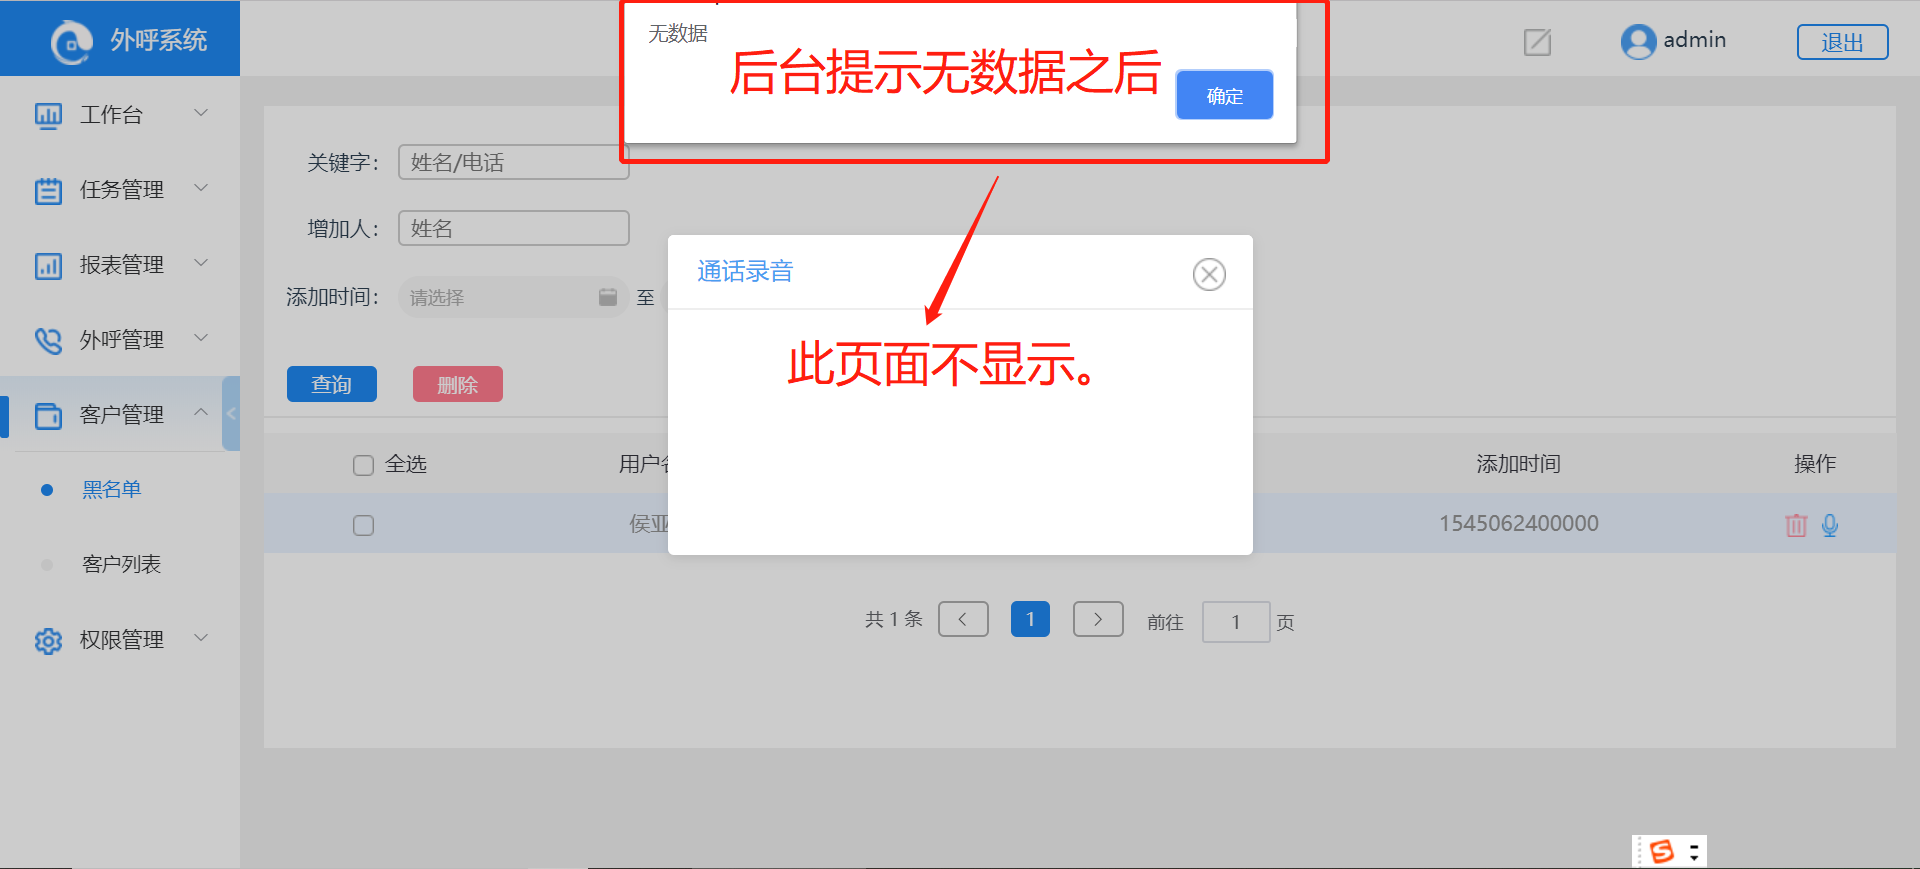 外呼系统
无数据
后台提示无数据之后
确定
admin
退出
工作台
任务管理
报表管理
外呼管理
客户管理
黑名单
客户列表
权限管理
关键字：
姓名/电话
增加人：
姓名
添加时间：
请选择
至
查询
删除
通话录音
此页面不显示。
全选
用户
添加时间
操作
侯亚
1545062400000
共 1 条
1
前往
1
页